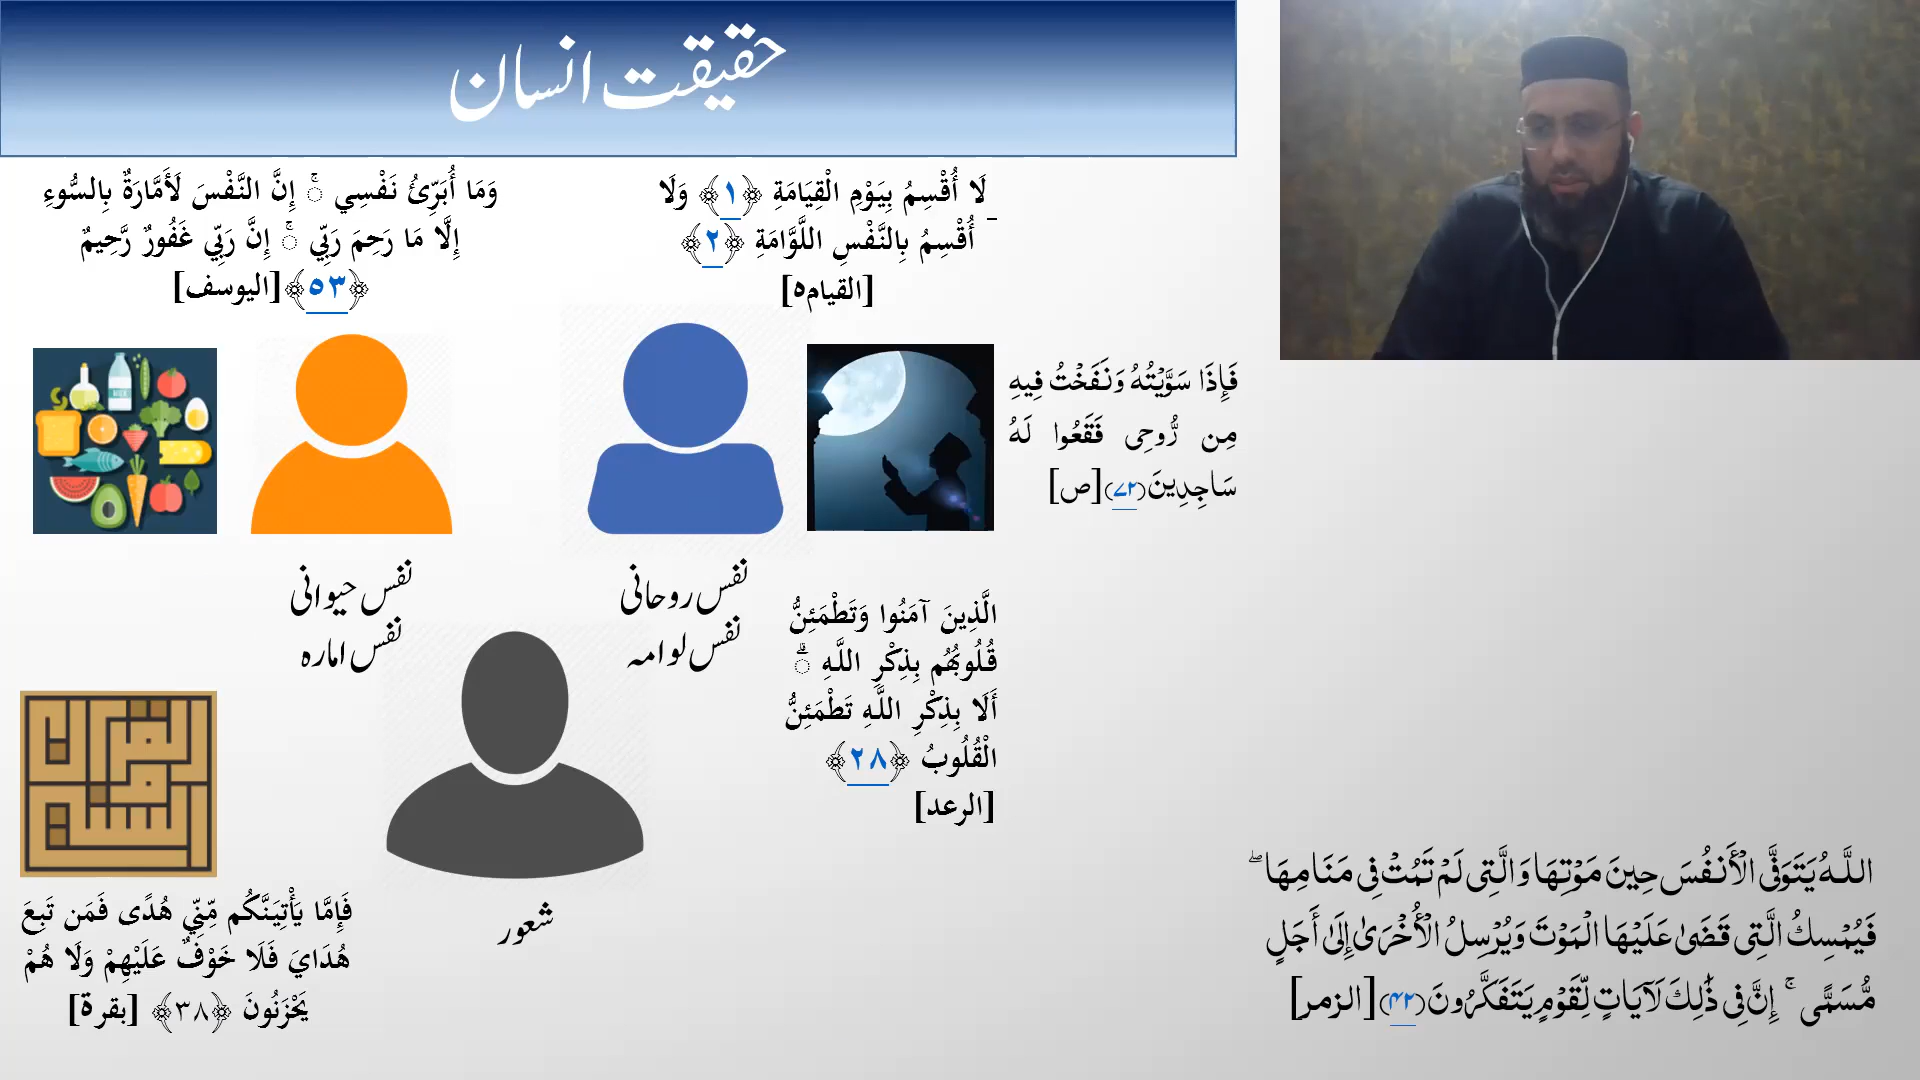 حقیقت انسان
لَا أُقْسِمُ بِيَوْمِ الْقِيَامَةِ ﴿١﴾ وَلَا
أُقْسِمُ بِالنَّفْسِ اللَّوَّامَةِ ﴿٢﴾
[القيام٥]
وَمَا أُبَرِّئُ نَفْسِي ۚ إِنَّ النَّفْسَ لَأَمَّارَةٌ بِالسُّوءِ
إِلَّا مَا رَحِمَ رَبِّي ۚ إِنَّ رَبِّي غَفُورٌ رَّحِيمٌ
﴿٥٣﴾[اليوسف]
فَإِذَا سَوَّيْتُهُ وَنَفَخْتُ فِيهِ
مِن رُّوحِى فَقَعُوا لَهُ
سَاجِدِينَ(۷۲)[ص]
نفس روحانی
نفس لوامہ
نفس حیوانی
نفس امارہ
الَّذِينَ آمَنُوا وَتَطْمَئِنُّ
قُلُوبُهُم بِذِكْرِ اللَّهِ ۗ
أَلَا بِذِكْرِ اللَّهِ تَطْمَئِنُّ
الْقُلُوبُ ﴿٢٨﴾
[الرعد]
شعور
فَإِمَّا يَأْتِيَنَّكُم مِّنِّي هُدًى فَمَن تَبِعَ
هُدَايَ فَلَا خَوْفٌ عَلَيْهِمْ وَلَا هُمْ
يَحْزَنُونَ ﴿٣٨﴾ [بقرة]
اللَّهُ يَتَوَفَّى الْأَنفُسَ حِينَ مَوْتِهَا وَالَّتِى لَمْ تَمُتْ فِى مَنَامِهَا ۖ
فَيُمْسِكُ الَّتِى قَضَىٰ عَلَيْهَا الْمَوْتَ وَيُرْسِلُ الْأُخْرَىٰ إِلَىٰ أَجَلٍ
مُّسَمًّى ۚ إِنَّ فِى ذَٰلِكَ لَآيَاتٍ لِّقَوْمٍ يَتَفَكَّرُونَ(۴۲)[الزمر]